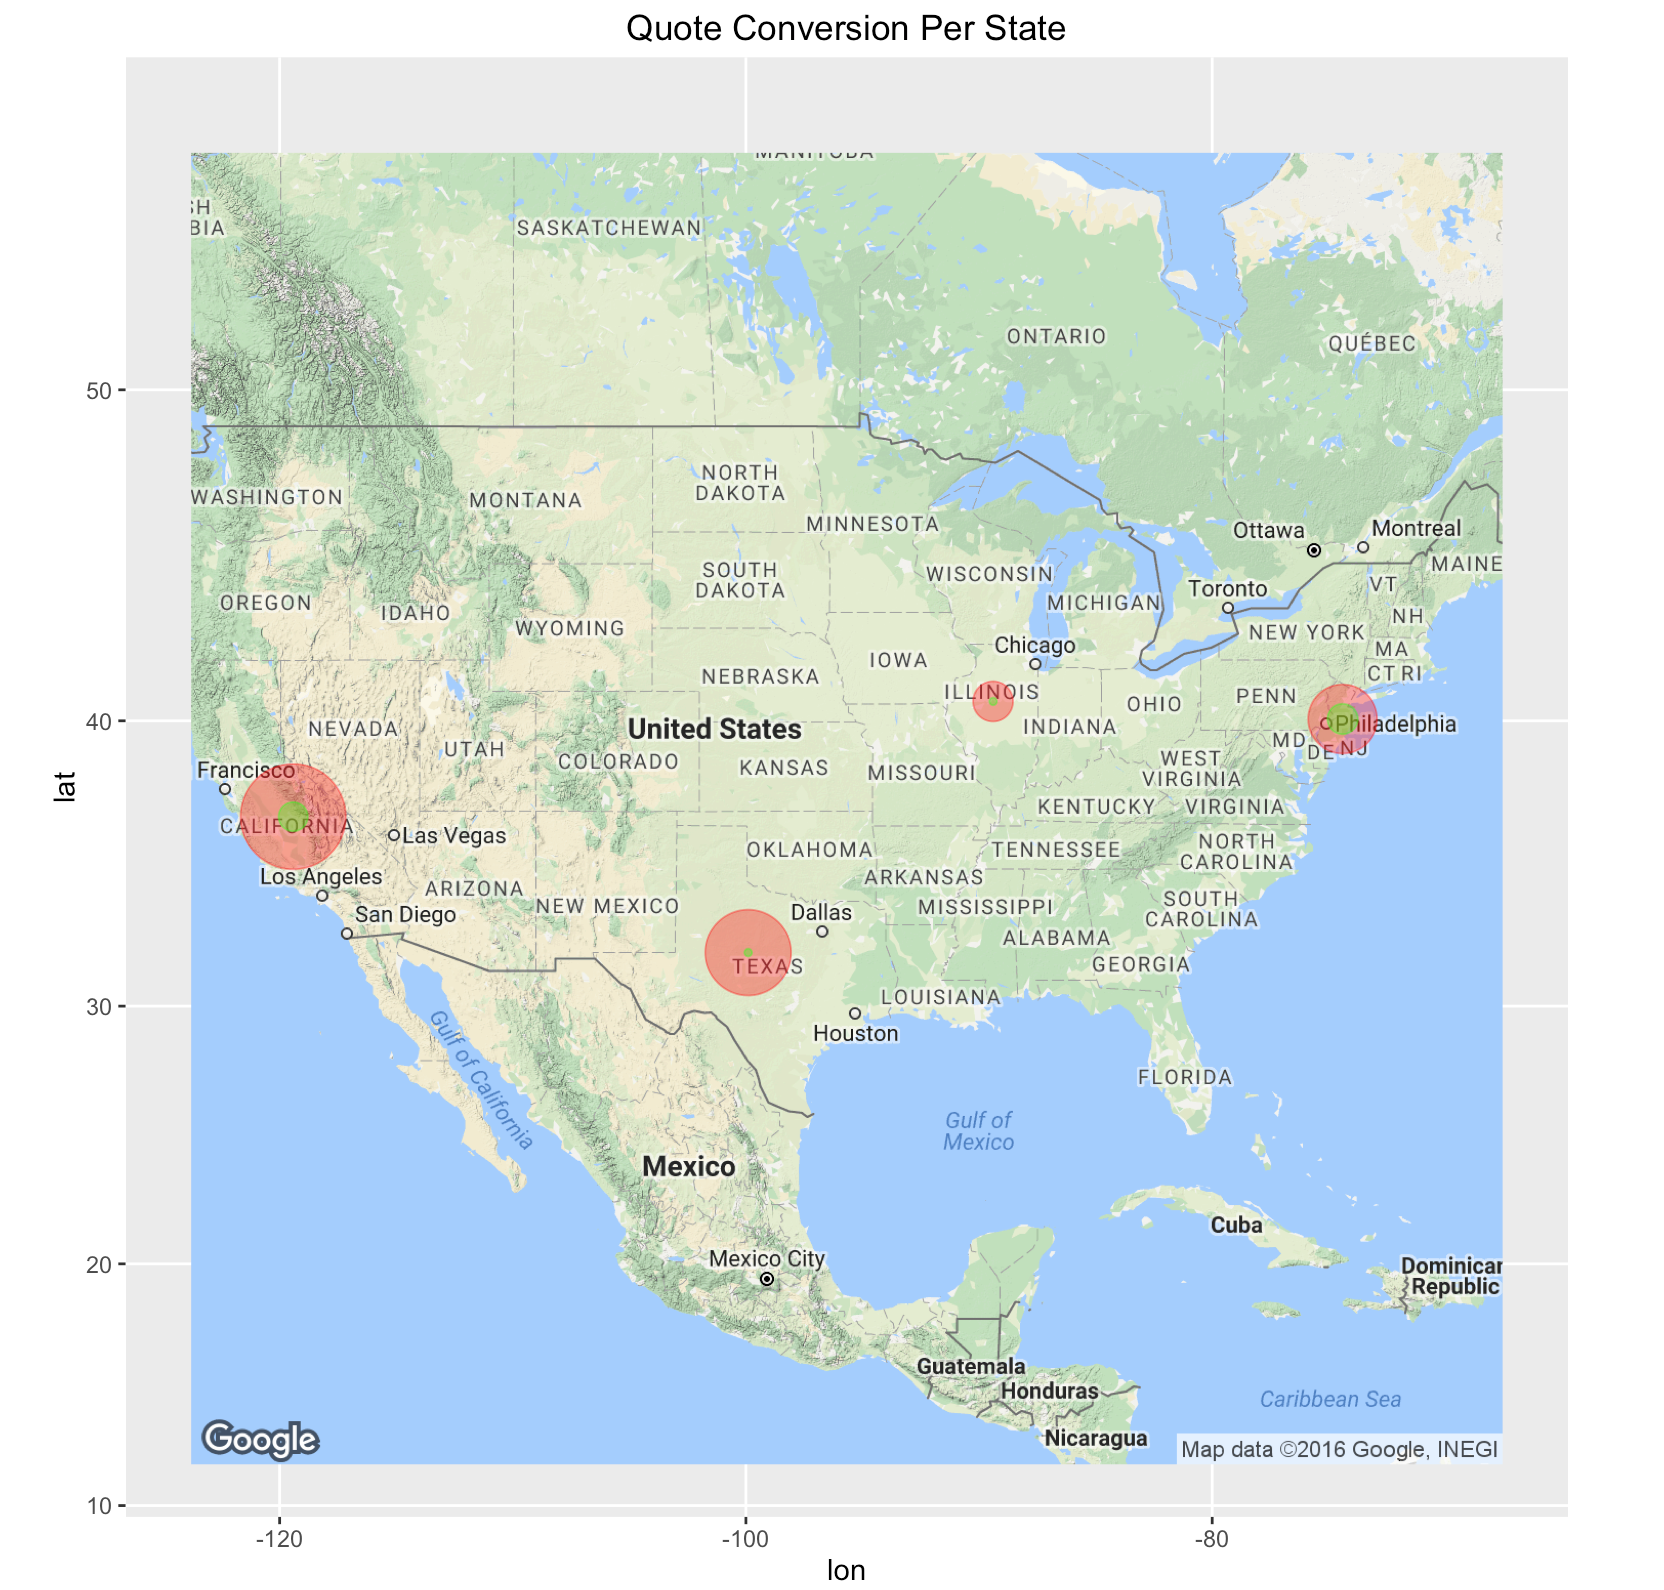 Quote Conversion Per State
MANITOBA
SH
BIA
SASKATCHEWAN
ONTARIO
QUÉBEC
50
WASHINGTON
MONTANA
NORTH
DAKOTA
MINNESOTA
Ottawa
Montreal
MAINE
SOUTH
DAKOTA
WISCONSIN
VT
OREGON
IDAHO
MICHIGAN
Toronto
NH
WYOMING
NEW YORK
Chicago
MA
IOWA
CT RI
NEBRASKA
ILLINOIS
OHIO
PENN
40
NEVADA
United States
INDIANA
Philadelphia
UTAH
MD
DE NJ
COLORADO
KANSAS
MISSOURI
WEST
VIRGINIA
Francisco
lat
KENTUCKY
VIRGINIA
CALIFORNIA
Las Vegas
OKLAHOMA
TENNESSEE
NORTH
CAROLINA
Los Angeles
ARIZONA
NEW MEXICO
ARKANSAS
San Diego
Dallas
MISSISSIPPI
SOUTH
CAROLINA
ALABAMA
TEXAS
GEORGIA
LOUISIANA
30
Houston
Gulf of California
FLORIDA
Gulf of
Mexico
Mexico
Cuba
Mexico City
20
Dominican
Republic
Guatemala
Honduras
Caribbean Sea
Nicaragua
Google
Map data ©2016 Google, INEGI
10
-120
-100
-80
lon